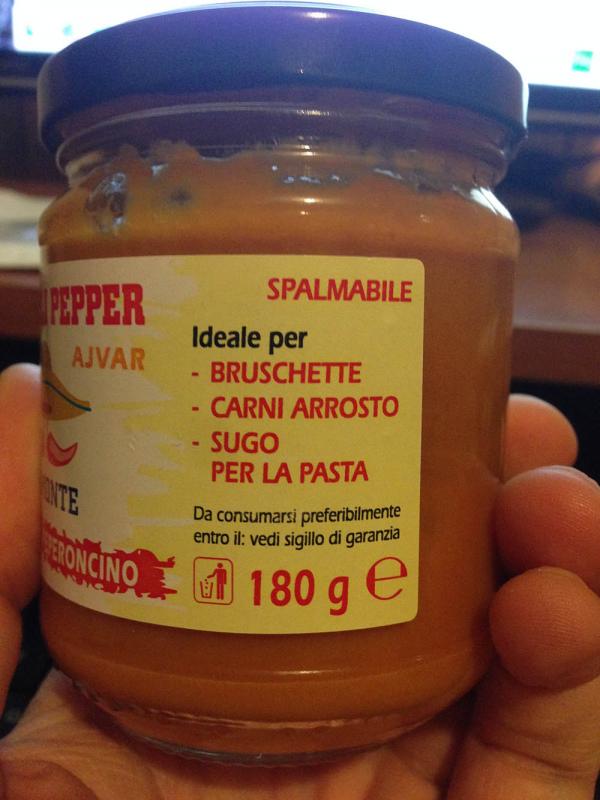 PEPPER
AJVAR
SPALMABILE
Ideale per
- BRUSCHETTE
- CARNI ARROSTO
- SUGO
PER LA PASTA
Da consumarsi preferibilmente
entro il: vedi sigillo di garanzia
180 g e